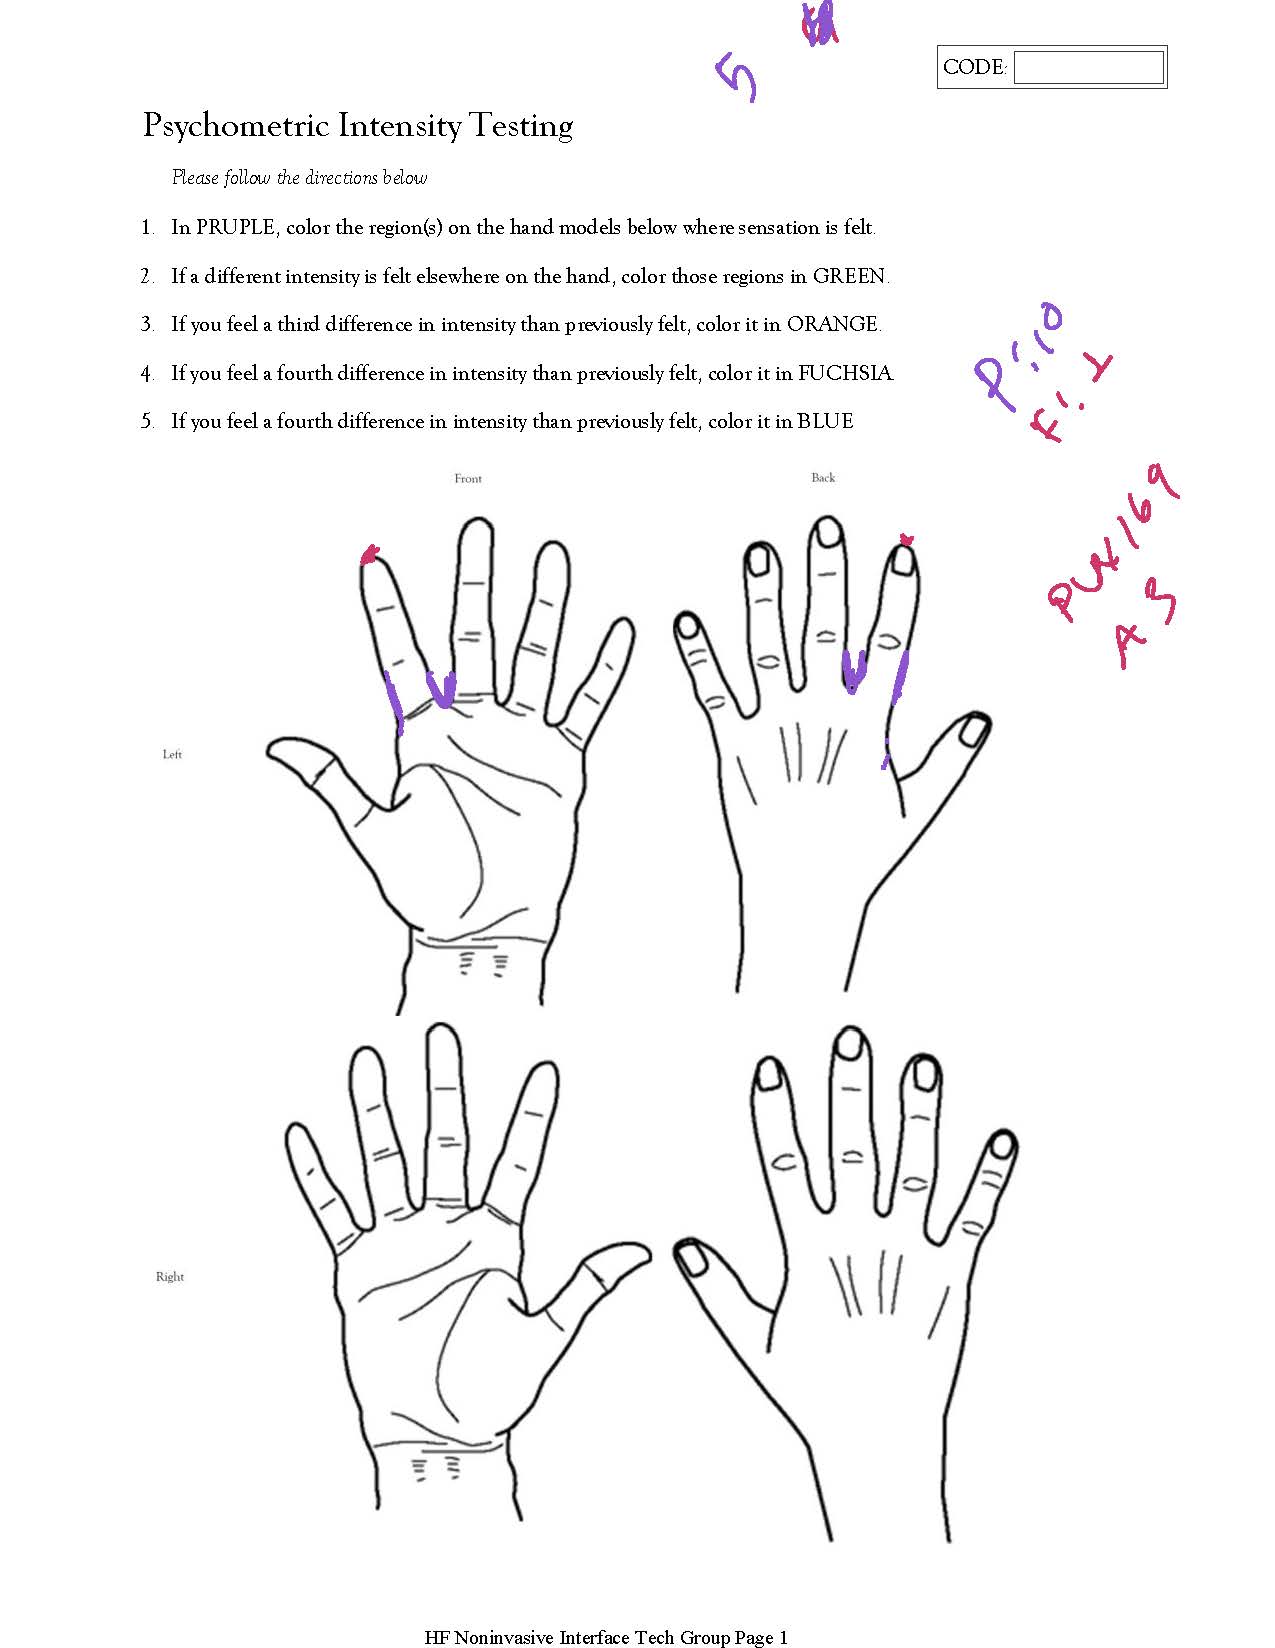 5
CODE:
Psychometric Intensity Testing
Please follow the directions below
1. In PRUPLE, color the region(s) on the hand models below where sensation is felt.
2. If a different intensity is felt elsewhere on the hand, color those regions in GREEN.
3. If you feel a third difference in intensity than previously felt, color it in ORANGE.
4. If you feel a fourth difference in intensity than previously felt, color it in FUCHSIA.
5. If you feel a fourth difference in intensity than previously felt, color it in BLUE
P: 10
F: 1
Front
Back
169
A 3
Left
Right
HF Noninvasive Interface Tech Group Page 1